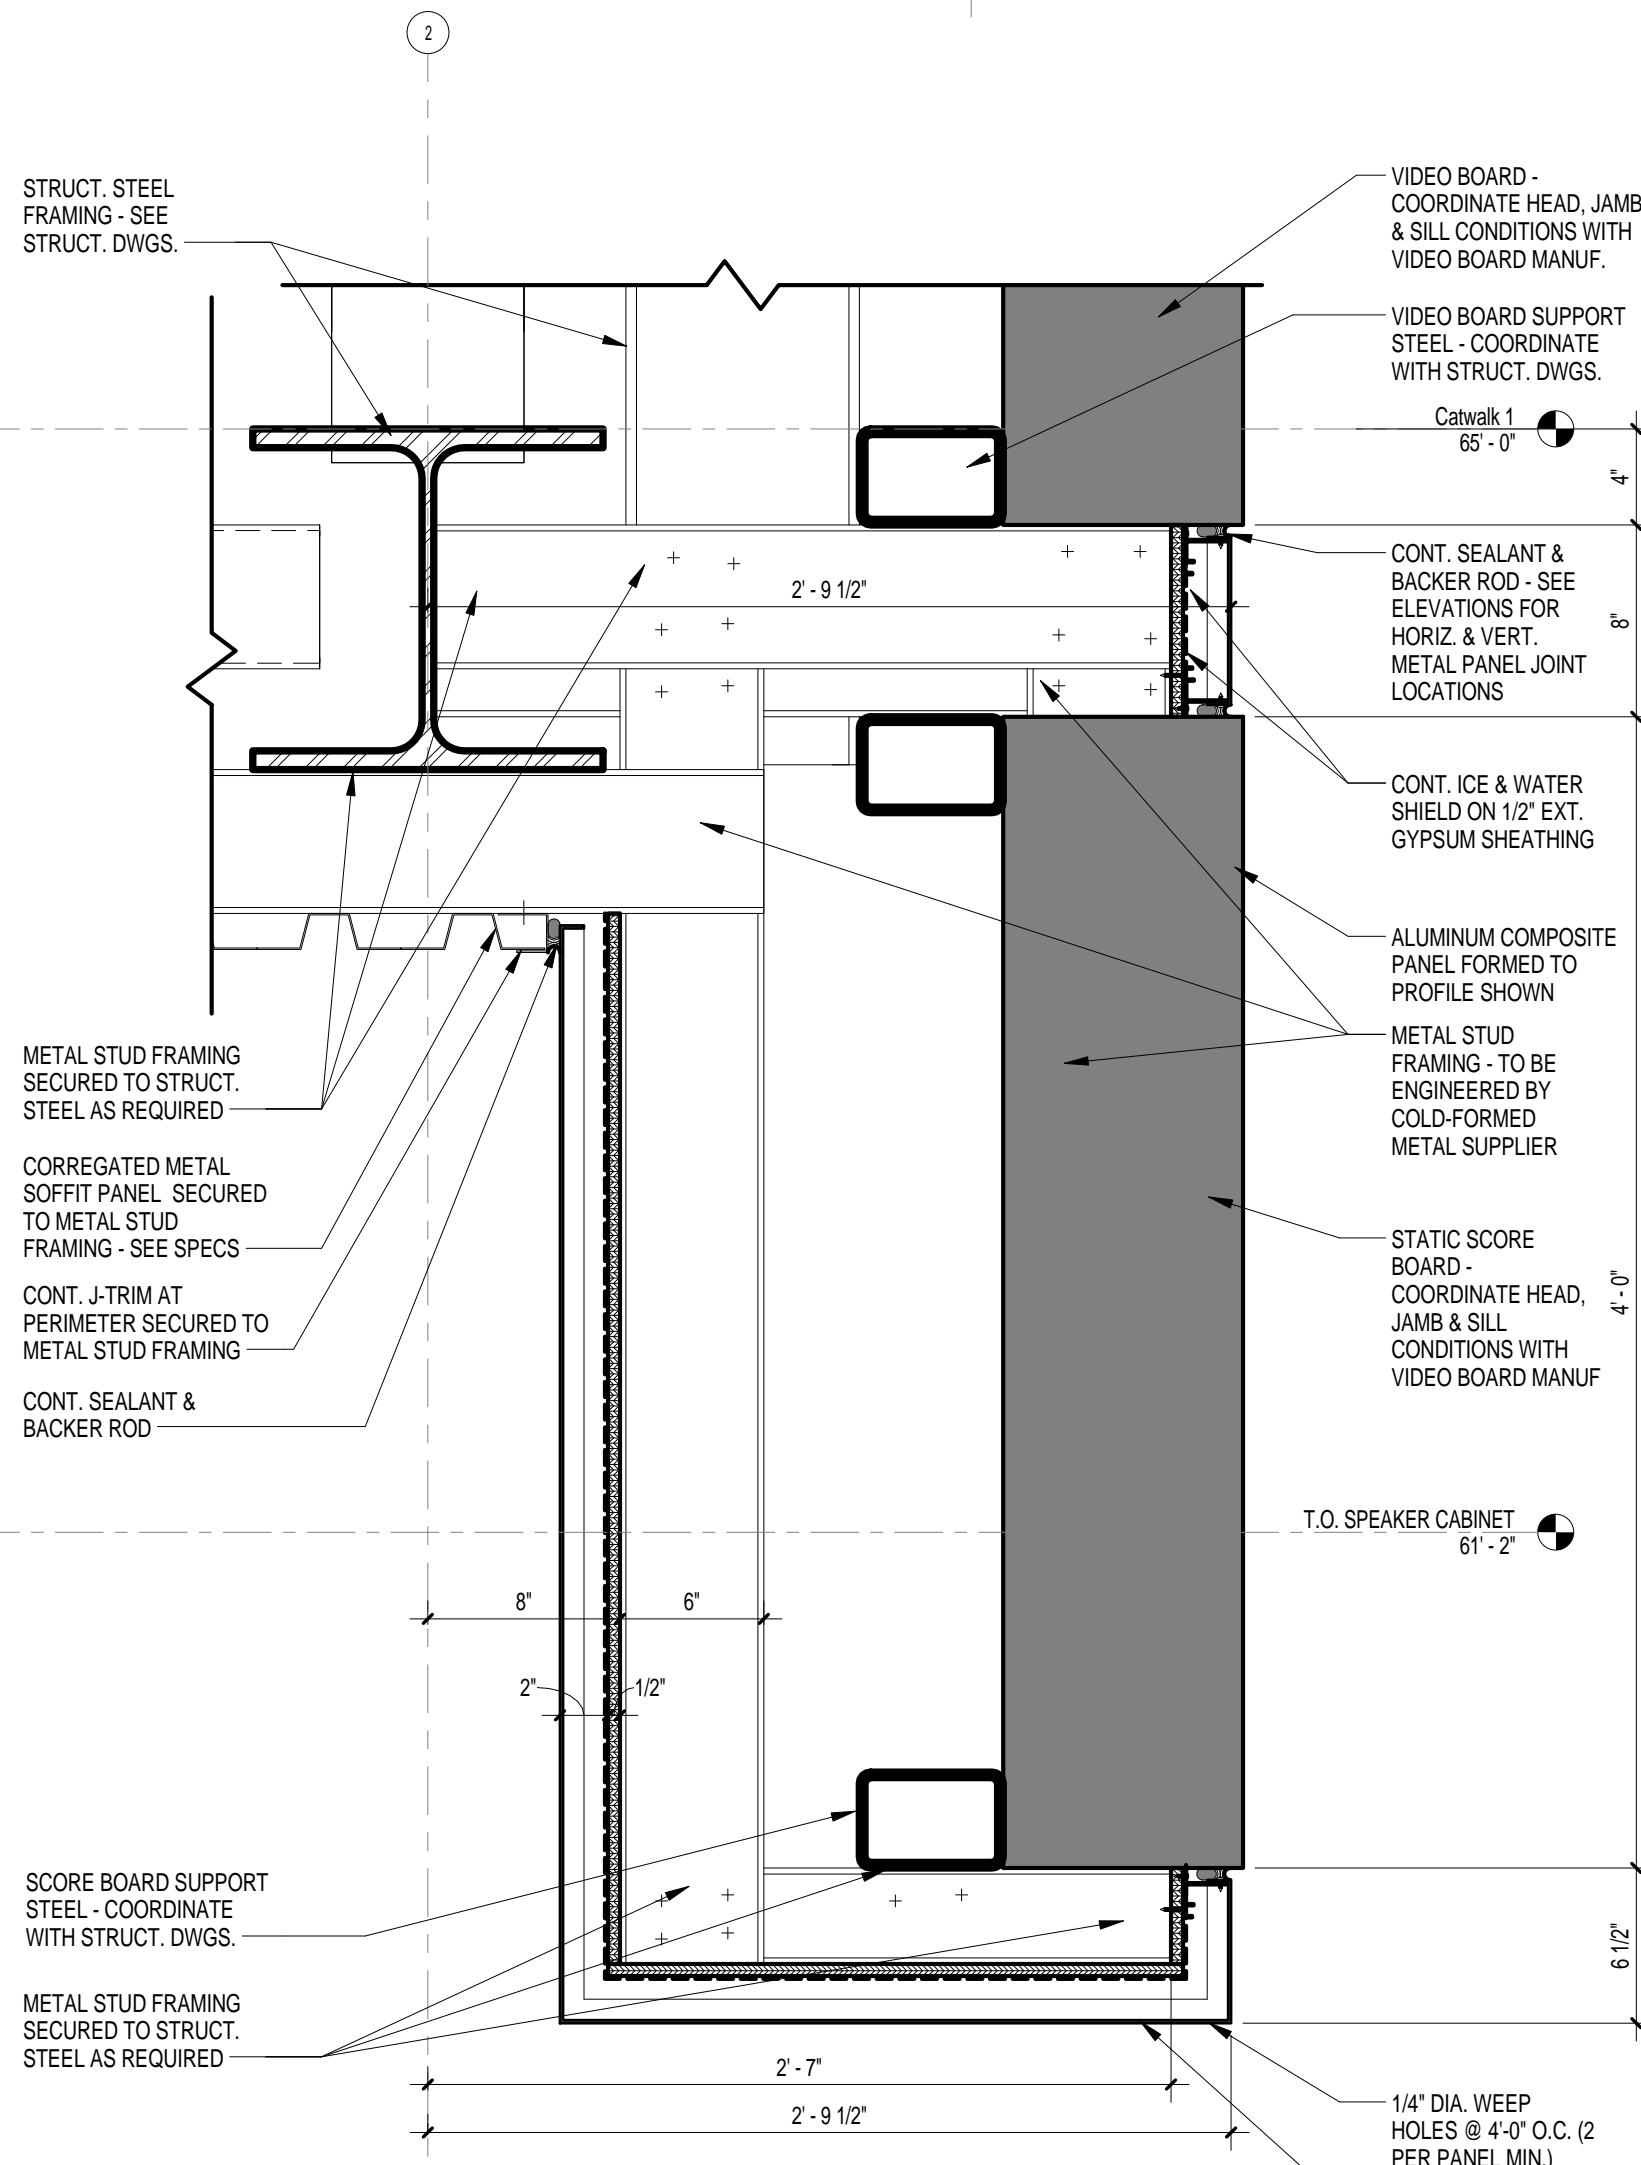 2
STRUCT. STEEL
FRAMING - SEE
STRUCT. DWGS.
VIDEO BOARD -
COORDINATE HEAD, JAMB
& SILL CONDITIONS WITH
VIDEO BOARD MANUF.
VIDEO BOARD SUPPORT
STEEL - COORDINATE
WITH STRUCT. DWGS.
Catwalk 1
65' - 0"
4"
CONT. SEALANT &
BACKER ROD - SEE
ELEVATIONS FOR
HORIZ. & VERT.
METAL PANEL JOINT
LOCATIONS
8"
2' - 9 1/2"
CONT. ICE & WATER
SHIELD ON 1/2" EXT.
GYPSUM SHEATHING
ALUMINUM COMPOSITE
PANEL FORMED TO
PROFILE SHOWN
METAL STUD
FRAMING - TO BE
ENGINEERED BY
COLD-FORMED
METAL SUPPLIER
METAL STUD FRAMING
SECURED TO STRUCT.
STEEL AS REQUIRED
CORREGATED METAL
SOFFIT PANEL  SECURED
TO METAL STUD
FRAMING - SEE SPECS
CONT. J-TRIM AT
PERIMETER SECURED TO
METAL STUD FRAMING
CONT. SEALANT &
BACKER ROD
STATIC SCORE
BOARD -
COORDINATE HEAD,
JAMB & SILL
CONDITIONS WITH
VIDEO BOARD MANUF
4' - 0"
T.O. SPEAKER CABINET
61' - 2"
8"
6"
2"
1/2"
SCORE BOARD SUPPORT
STEEL - COORDINATE
WITH STRUCT. DWGS.
METAL STUD FRAMING
SECURED TO STRUCT.
STEEL AS REQUIRED
6 1/2"
2' - 7"
2' - 9 1/2"
1/4" DIA. WEEP
HOLES @ 4'-0" O.C. (2
PER PANEL MIN.)